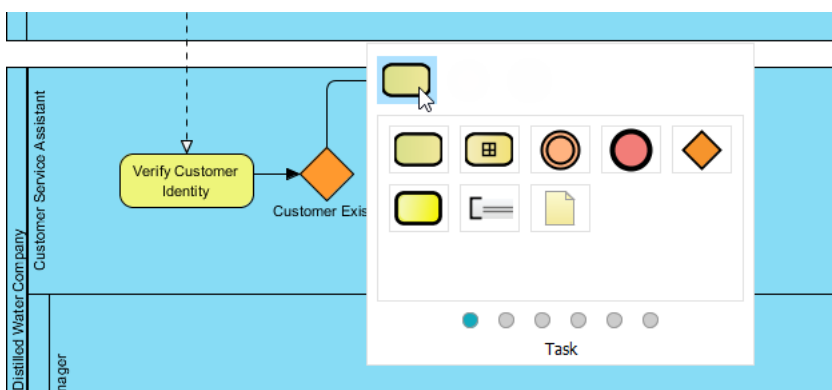 Customer Service Assistant
Verify Customer
Identity
Customer Exis
Distilled Water Company
nager
Task